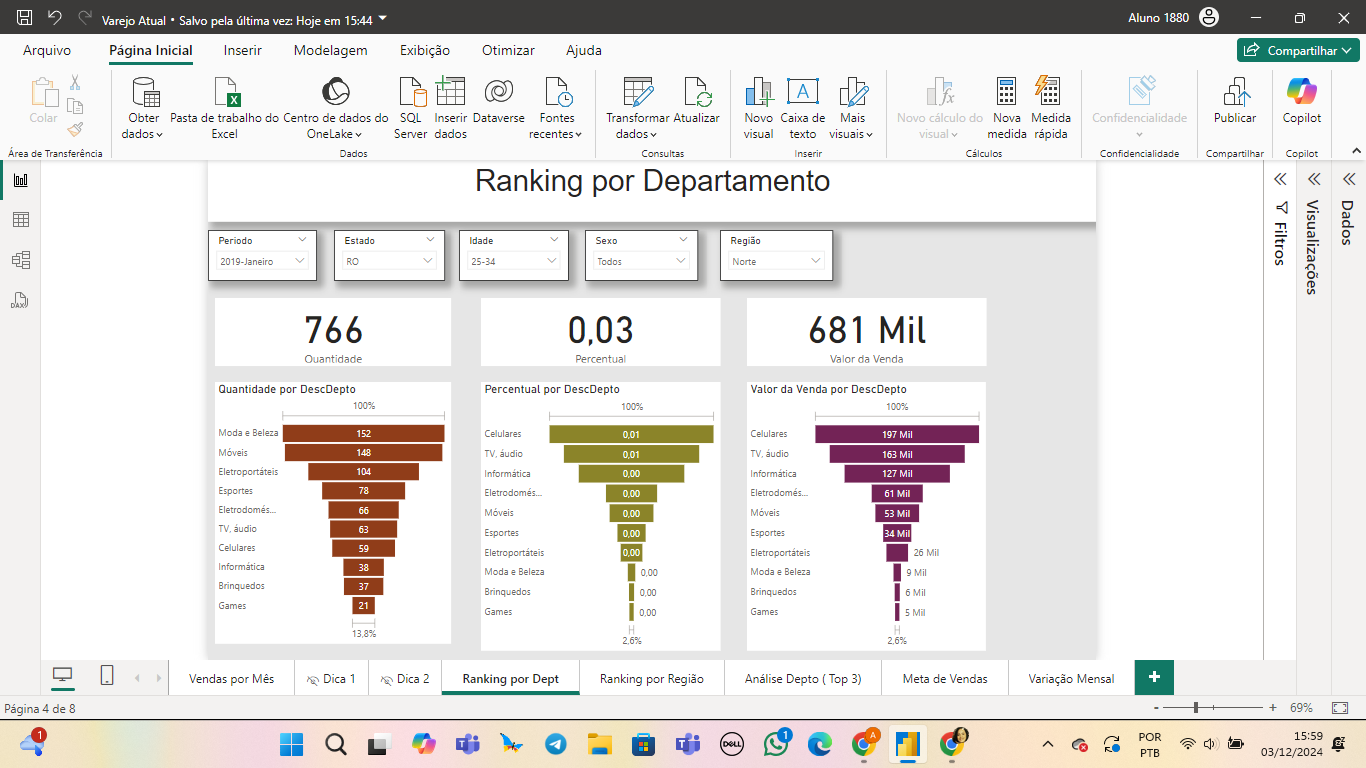 Varejo Atual • Salvo pela última vez: Hoje em 15:44
Aluno 1880
Arquivo
Página Inicial
Inserir
Modelagem
Exibição
Otimizar
Ajuda
Compartilhar
Colar
Área de Transferência
Obter dados
Pasta de trabalho do Excel
Centro de dados do OneLake
SQL Server
Inserir dados
Dataverse
Fontes recentes
Dados
Transformar dados
Atualizar
Consultas
Novo visual
Caixa de texto
Mais visuais
Inserir
Novo cálculo do visual
Nova medida
Medida rápida
Cálculos
Confidencialidade
Confidencialidade
Publicar
Compartilhar
Copilot
Copilot
DAX
Ranking por Departamento
Periodo
2019-Janeiro
Estado
RO
Idade
25-34
Sexo
Todos
Região
Norte
766
Quantidade
0,03
Percentual
681 Mil
Valor da Venda
Quantidade por DescDepto
100%
Moda e Beleza 152
Móveis 148
Eletroportáteis 104
Esportes 78
Eletrodomés... 66
TV, áudio 63
Celulares 59
Informática 38
Brinquedos 37
Games 21
13,8%
Percentual por DescDepto
100%
Celulares 0,01
TV, áudio 0,01
Informática 0,00
Eletrodomés... 0,00
Móveis 0,00
Esportes 0,00
Eletroportáteis 0,00
Moda e Beleza 0,00
Brinquedos 0,00
Games 0,00
2,6%
Valor da Venda por DescDepto
100%
Celulares 197 Mil
TV, áudio 163 Mil
Informática 127 Mil
Eletrodomés... 61 Mil
Móveis 53 Mil
Esportes 34 Mil
Eletroportáteis 26 Mil
Moda e Beleza 9 Mil
Brinquedos 6 Mil
Games 5 Mil
2,6%
Filtros
Visualizações
Dados
Vendas por Mês
Dica 1
Dica 2
Ranking por Dept
Ranking por Região
Análise Depto ( Top 3)
Meta de Vendas
Variação Mensal
+
Página 4 de 8
- + 69%
1
DELL
1
A
POR
PTB
15:59
03/12/2024